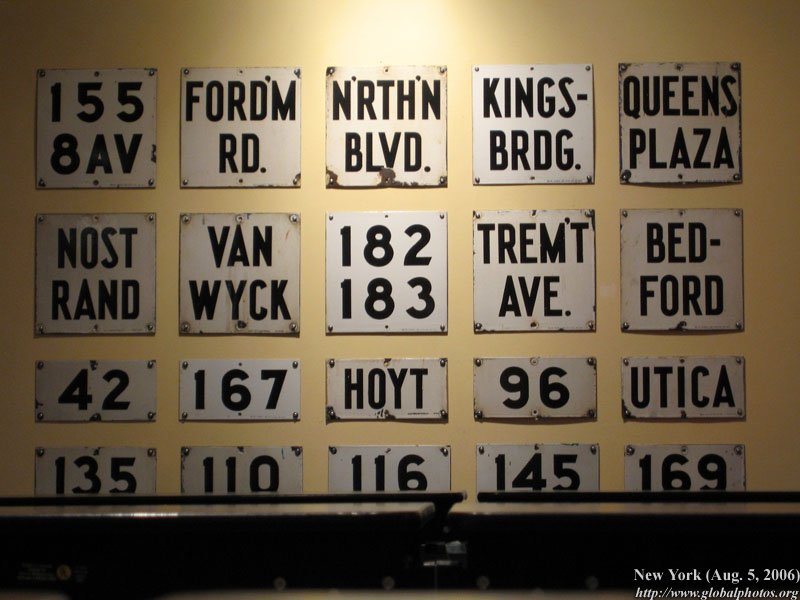 155
8AV
FORD'M
RD.
N'RTH'N
BLVD.
KINGS-
BRDG.
QUEENS
PLAZA
NOST
RAND
VAN
WYCK
182
183
TREM'T
AVE.
BED-
FORD
42
167
HOYT
96
UTICA
135
110
116
145
169
New York (Aug. 5, 2006)
http://www.globalphotos.org